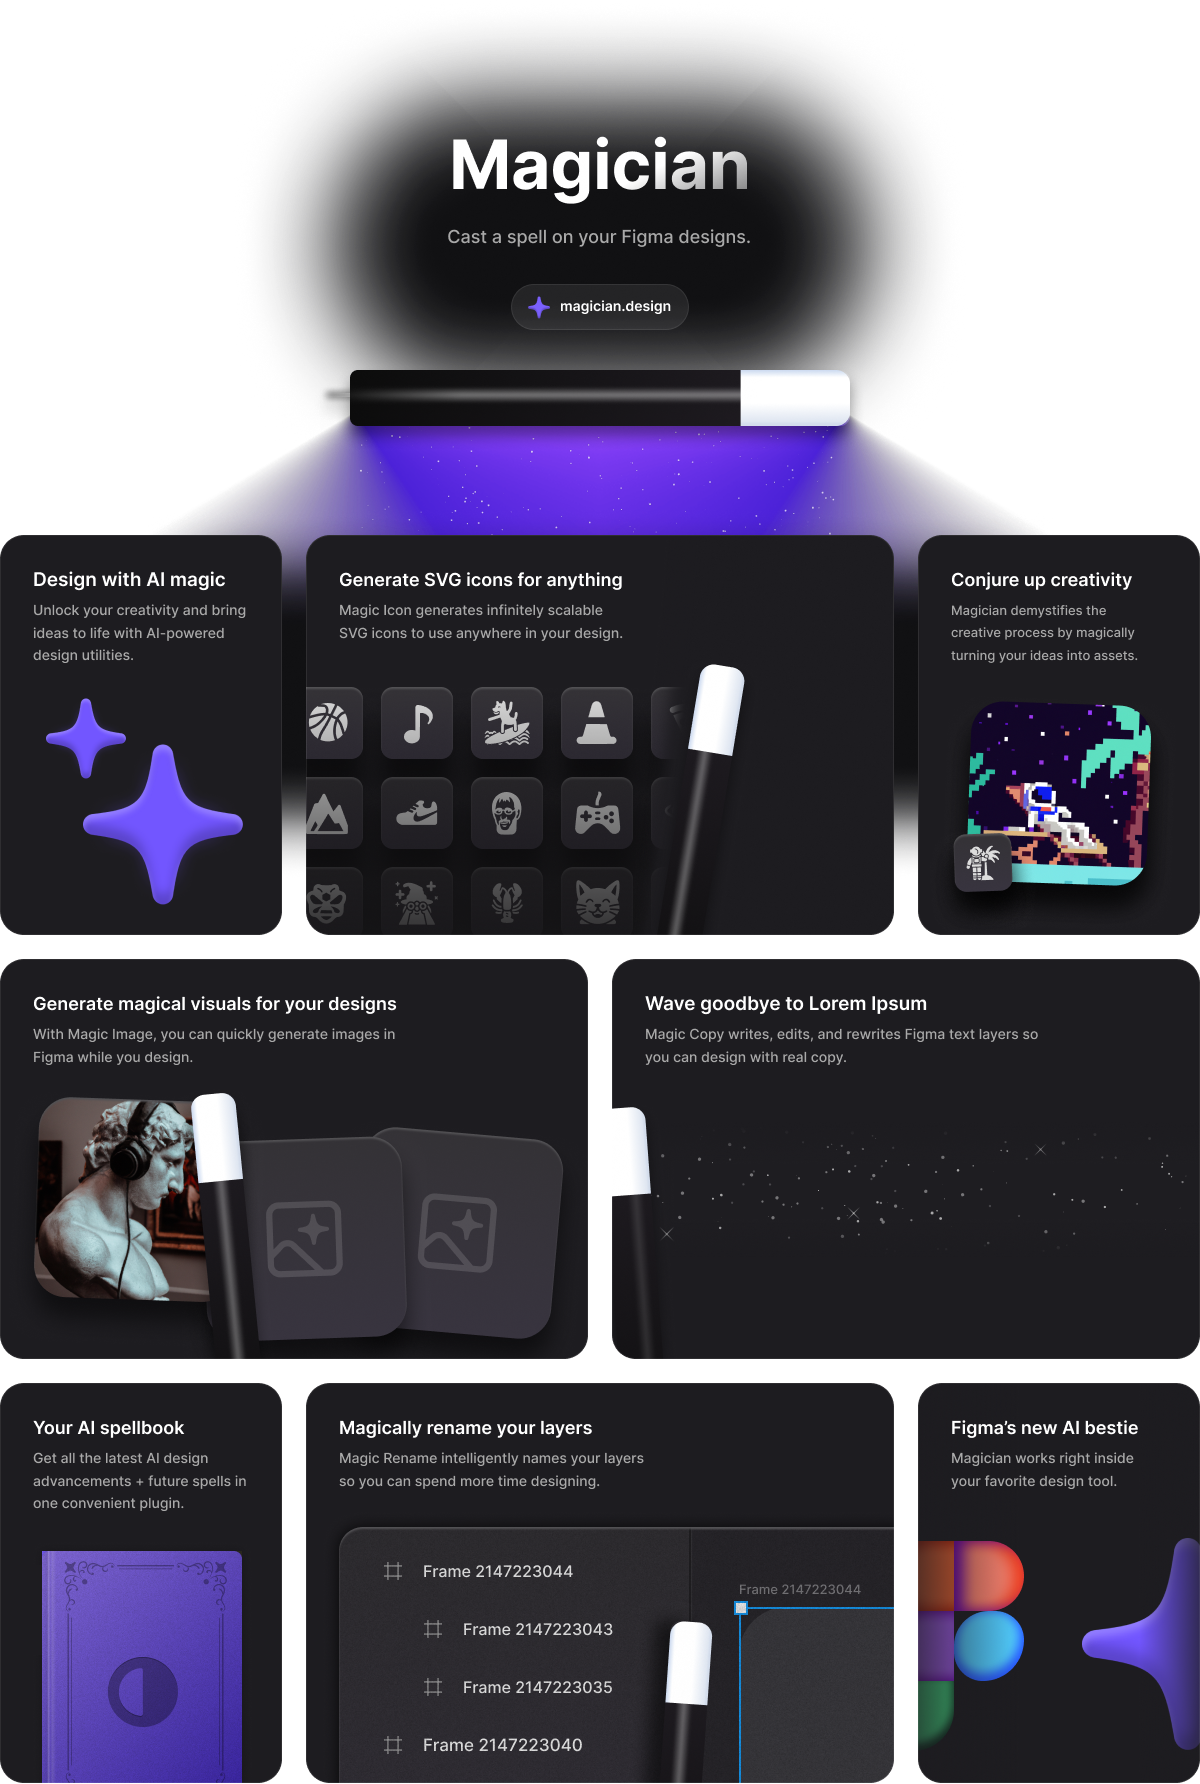 Magician
Cast a spell on your Figma designs.
magician.design
Design with AI magic
Unlock your creativity and bring
ideas to life with AI-powered
design utilities.
Generate SVG icons for anything
Magic Icon generates infinitely scalable
SVG icons to use anywhere in your design.
Conjure up creativity
Magician demystifies the
creative process by magically
turning your ideas into assets.
Generate magical visuals for your designs
With Magic Image, you can quickly generate images in
Figma while you design.
Wave goodbye to Lorem Ipsum
Magic Copy writes, edits, and rewrites Figma text layers so
you can design with real copy.
Your AI spellbook
Get all the latest AI design
advancements + future spells in
one convenient plugin.
Magically rename your layers
Magic Rename intelligently names your layers
so you can spend more time designing.
Frame 2147223044
Frame 2147223043
Frame 2147223035
Frame 2147223040
Frame 2147223044
Figma’s new AI bestie
Magician works right inside
your favorite design tool.